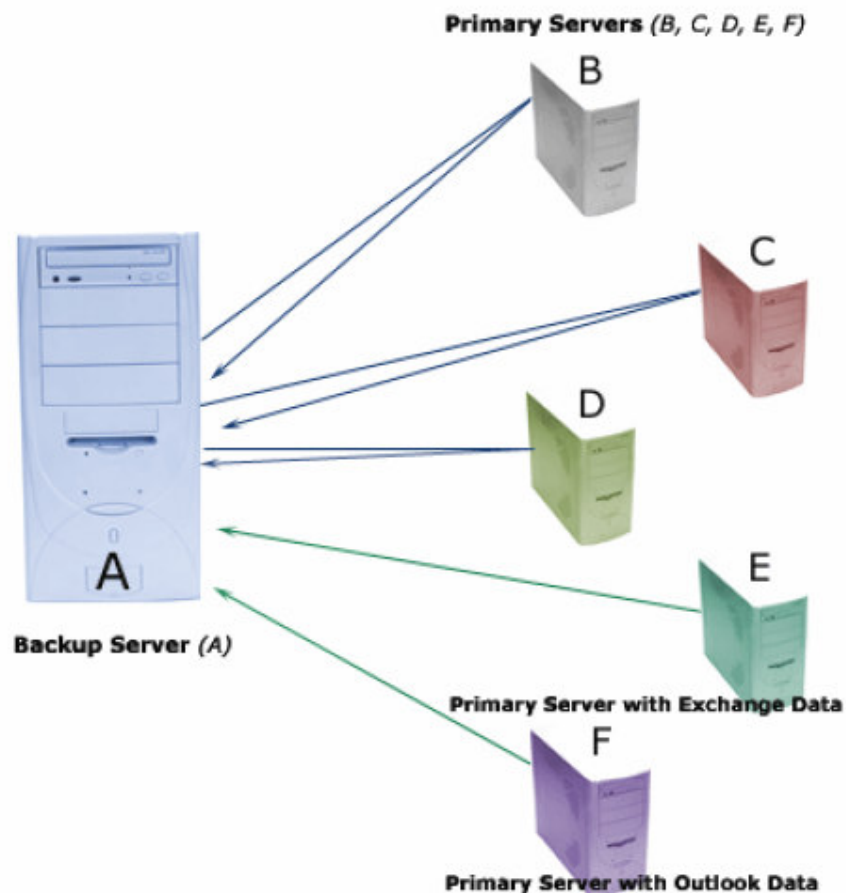 Primary Servers (B, C, D, E, F)
B
C
D
A
E
Backup Server (A)
Primary Server with Exchange Data
F
Primary Server with Outlook Data